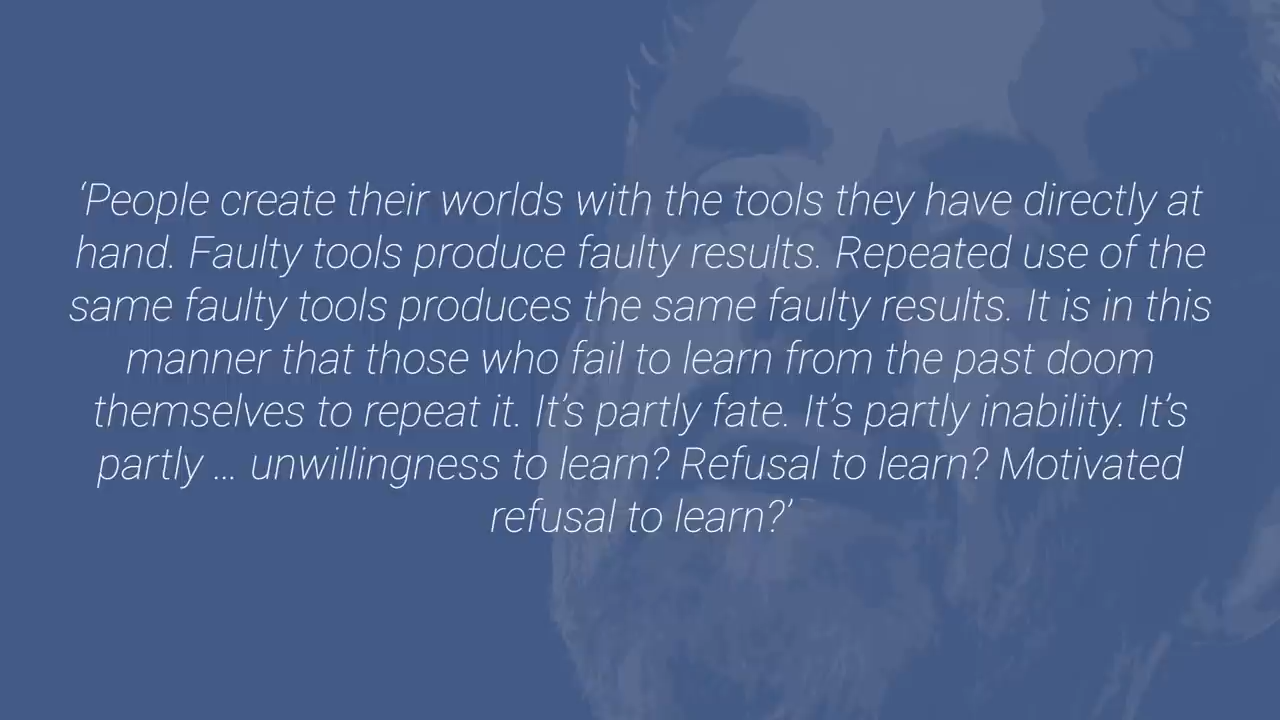 ‘People create their worlds with the tools they have directly at
hand. Faulty tools produce faulty results. Repeated use of the
same faulty tools produces the same faulty results. It is in this
manner that those who fail to learn from the past doom
themselves to repeat it. It’s partly fate. It’s partly inability. It’s
partly ... unwillingness to learn? Refusal to learn? Motivated
refusal to learn?’